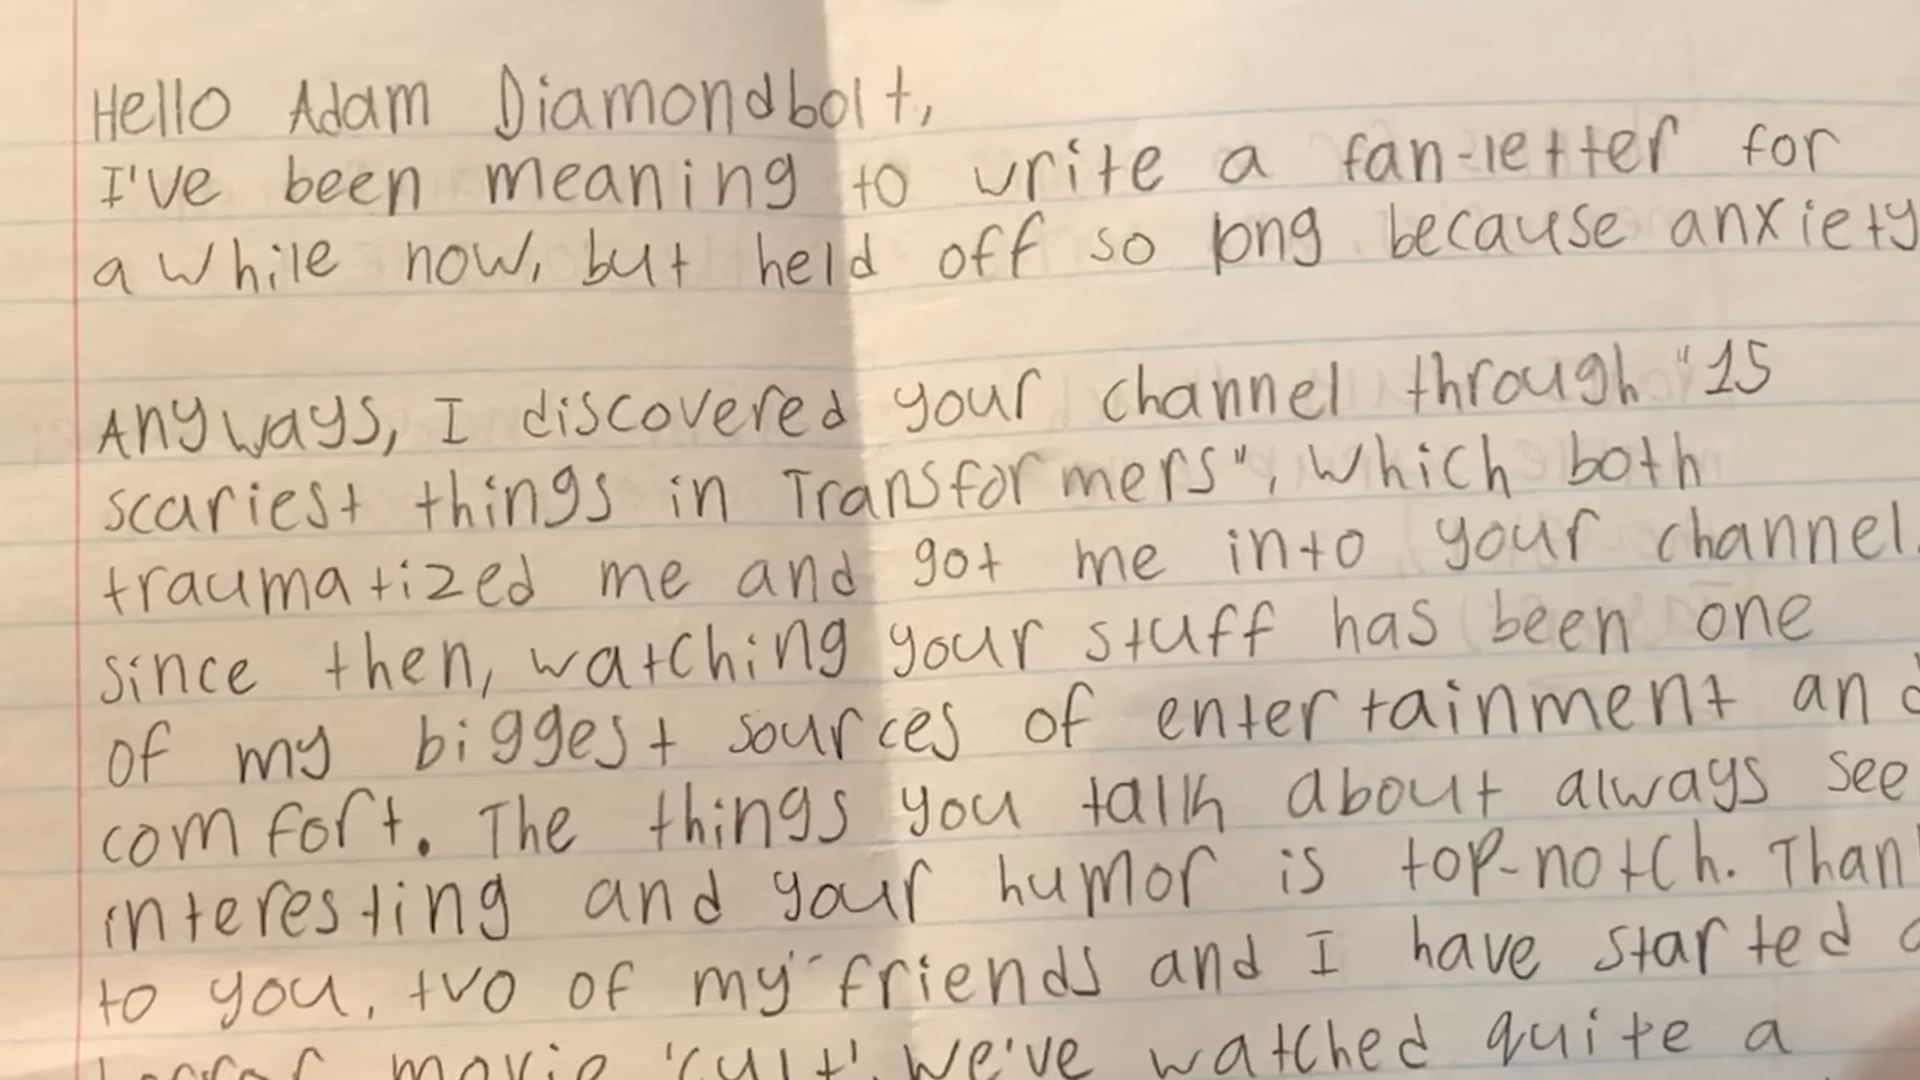 Hello Adam Diamondbolt,
I've been meaning to write a fan-letter for
a while now, but held off so long because anxiety
Anyways, I discovered your channel through "15
scariest things in Transformers", which both
traumatized me and got me into your channel.
since then, watching your stuff has been one
of my biggest sources of entertainment and
comfort. The things you talk about always see
interesting and your humor is top-notch. Than
to you, two of my friends and I have started a
horror movie 'cult'. We've watched quite a